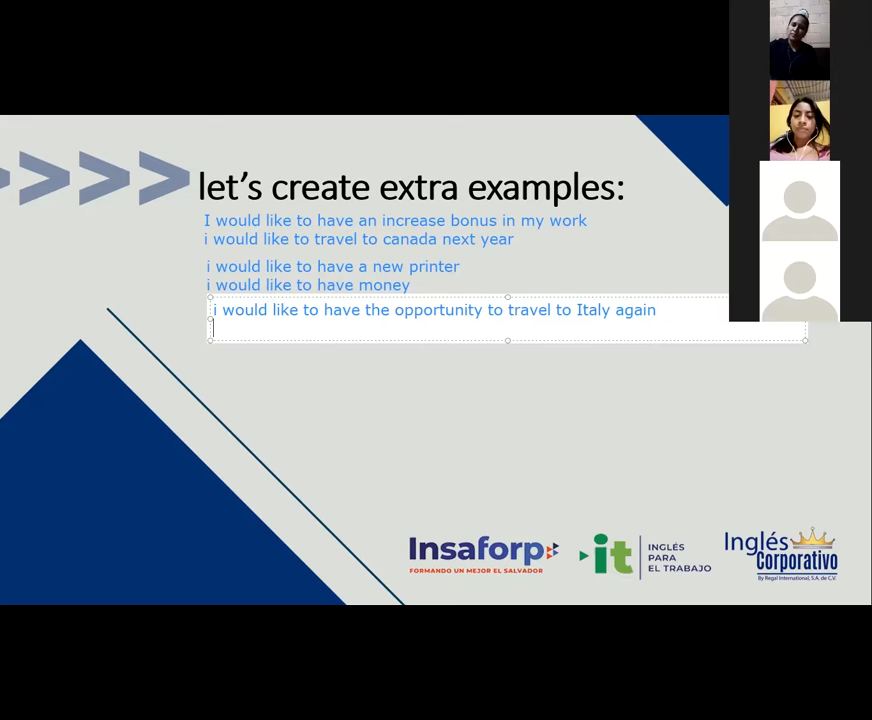 >>>>
let's create extra examples:
I would like to have an increase bonus in my work
i would like to travel to canada next year
i would like to have a new printer
i would like to have money
i would like to have the opportunity to travel to Italy again
Insaforp
FORMANDO UN MEJOR EL SALVADOR
it
INGLÉS
PARA
EL TRABAJO
Inglés
Corporativo
By Regal International, S.A. de C.V.